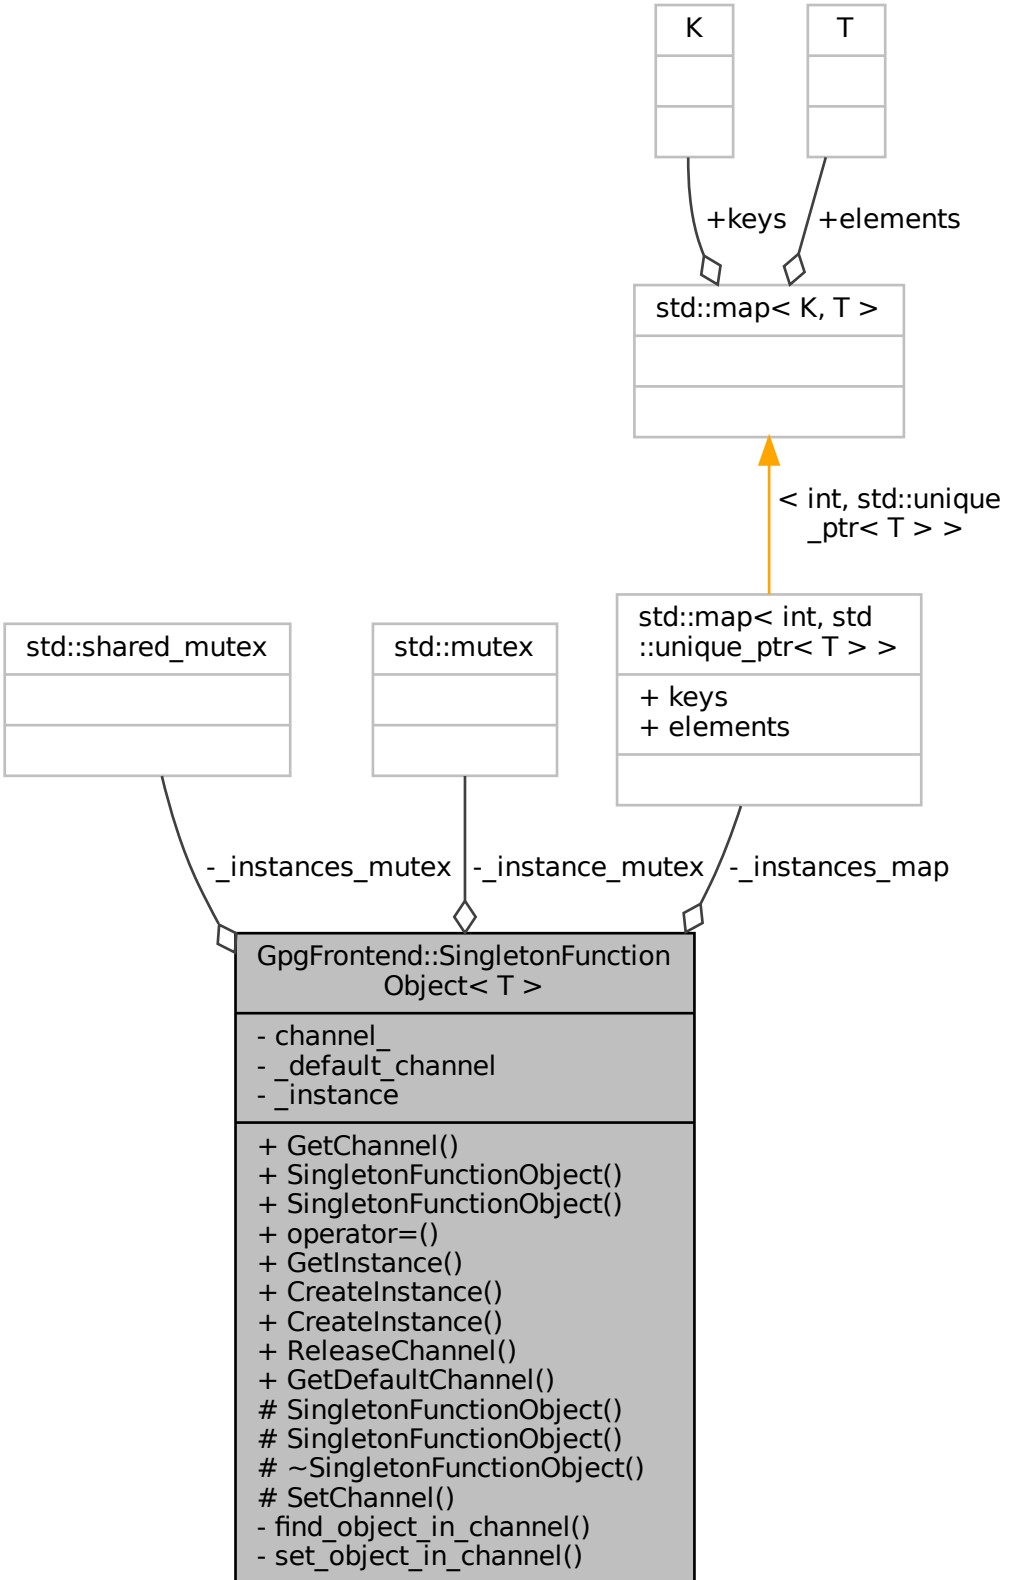 K
T
+keys
+elements
std::map< K, T >
< int, std::unique
_ptr< T > >
std::shared_mutex
std::mutex
std::map< int, std
::unique_ptr< T > >
+ keys
+ elements
-_instances_mutex
-_instance_mutex
-_instances_map
GpgFrontend::SingletonFunction
Object< T >
- channel_
- _default_channel
- _instance
+ GetChannel()
+ SingletonFunctionObject()
+ SingletonFunctionObject()
+ operator=()
+ GetInstance()
+ CreateInstance()
+ CreateInstance()
+ ReleaseChannel()
+ GetDefaultChannel()
# SingletonFunctionObject()
# SingletonFunctionObject()
# ~SingletonFunctionObject()
# SetChannel()
- find_object_in_channel()
- set_object_in_channel()